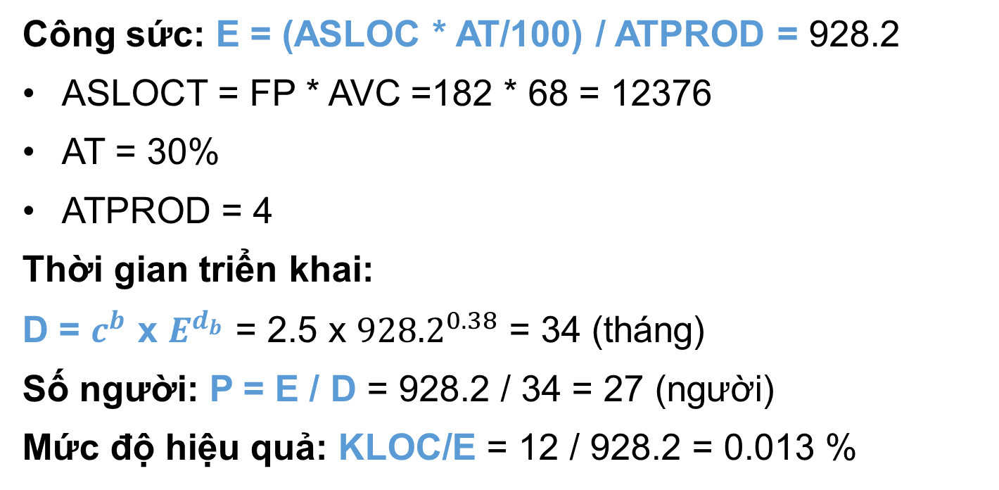 Công sức: E = (ASLOC * AT/100) / ATPROD = 928.2
• ASLOCT = FP * AVC =182 * 68 = 12376
• AT = 30%
• ATPROD = 4
Thời gian triển khai:
D = 𝒄ᵇ x 𝑬^{d_b} = 2.5 x 928.2^{0.38} = 34 (tháng)
Số người: P = E / D = 928.2 / 34 = 27 (người)
Mức độ hiệu quả: KLOC/E = 12 / 928.2 = 0.013 %